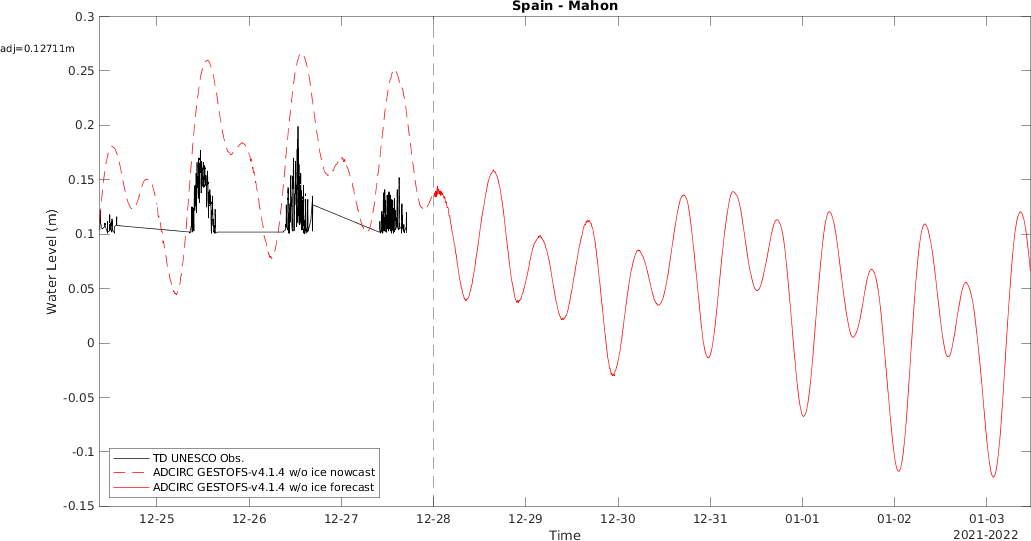 Spain - Mahon
adj=0.12711m
0.3
0.25
0.2
0.15
0.1
0.05
0
-0.05
-0.1
-0.15
Water Level (m)
TD UNESCO Obs.
ADCIRC GESTOFS-v4.1.4 w/o ice nowcast
ADCIRC GESTOFS-v4.1.4 w/o ice forecast
12-25 12-26 12-27 12-28 12-29 12-30 12-31 01-01 01-02 01-03
Time
2021-2022